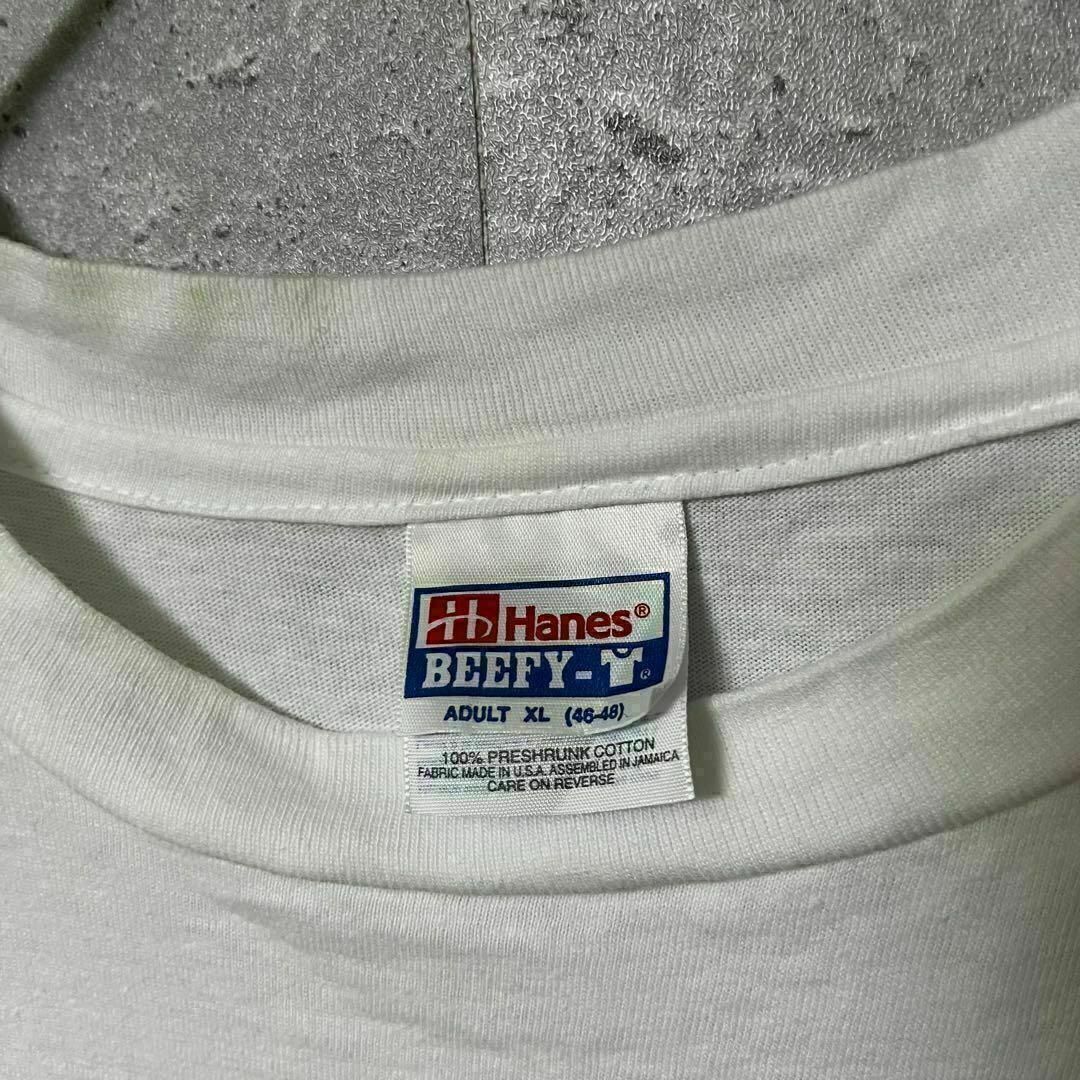 Hanes®
BEEFY-T®
ADULT XL (46-48)
100% PRESHRUNK COTTON
FABRIC MADE IN U.S.A. ASSEMBLED IN JAMAICA
CARE ON REVERSE